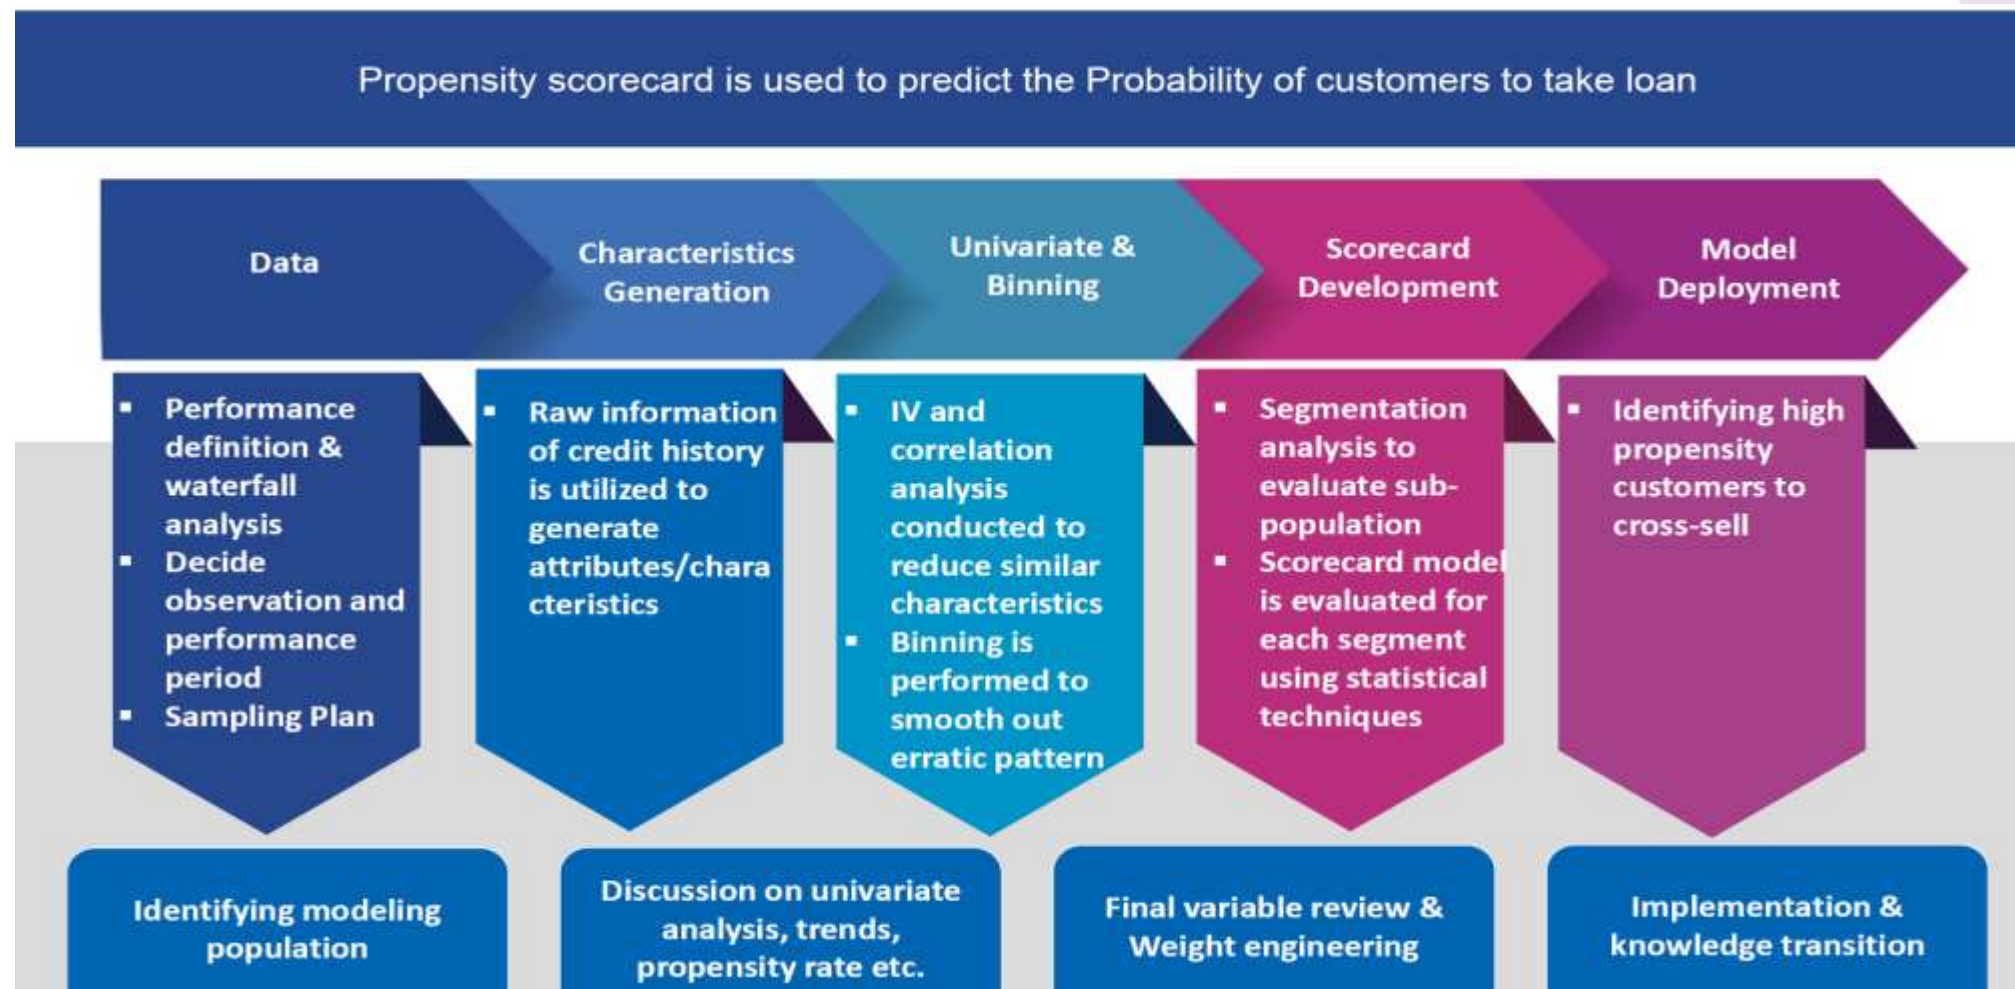 Propensity scorecard is used to predict the Probability of customers to take loan
Data
Characteristics
Generation
Univariate &
Binning
Scorecard
Development
Model
Deployment
▪ Performance
definition &
waterfall
analysis
▪ Decide
observation and
performance
period
▪ Sampling Plan
▪ Raw information
of credit history
is utilized to
generate
attributes/chara
cteristics
▪ IV and
correlation
analysis
conducted to
reduce similar
characteristics
▪ Binning is
performed to
smooth out
erratic pattern
▪ Segmentation
analysis to
evaluate sub-
population
▪ Scorecard model
is evaluated for
each segment
using statistical
techniques
▪ Identifying high
propensity
customers to
cross-sell
Identifying modeling
population
Discussion on univariate
analysis, trends,
propensity rate etc.
Final variable review &
Weight engineering
Implementation &
knowledge transition